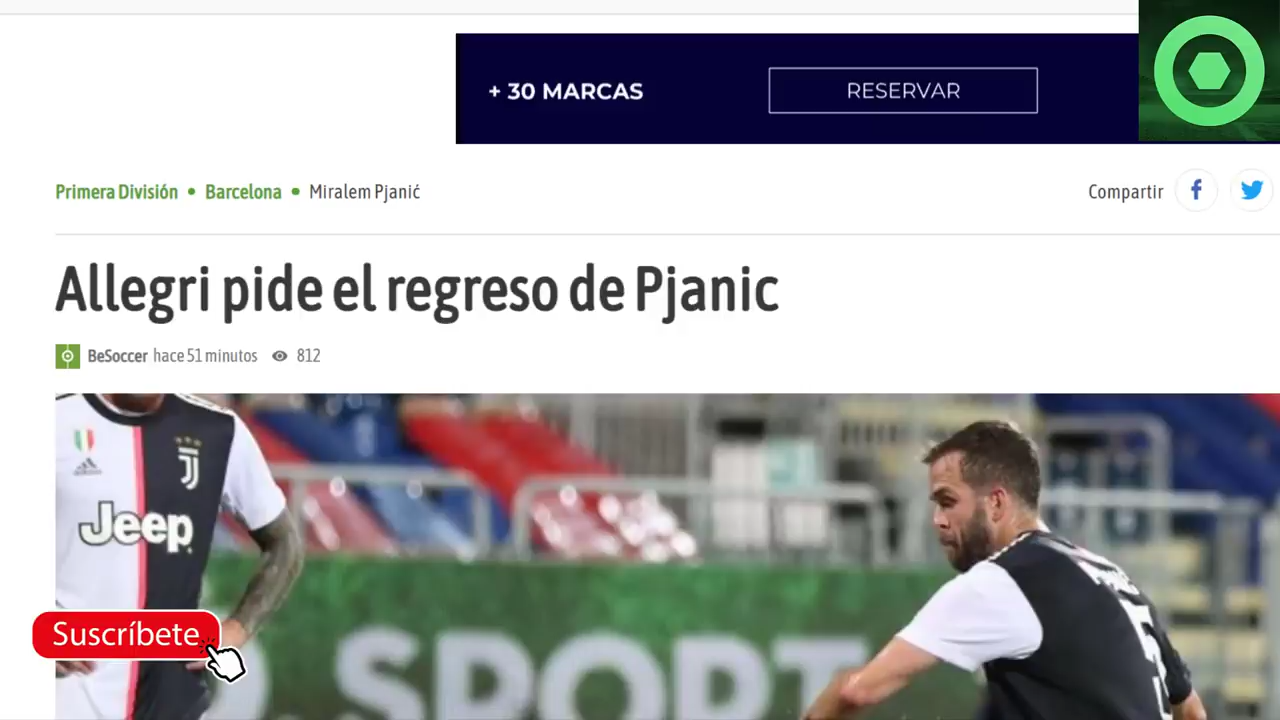 + 30 MARCAS
RESERVAR
Primera División • Barcelona • Miralem Pjanić
Compartir
Allegri pide el regreso de Pjanic
BeSoccer hace 51 minutos 812
Jeep
Suscríbete
SPORT
5